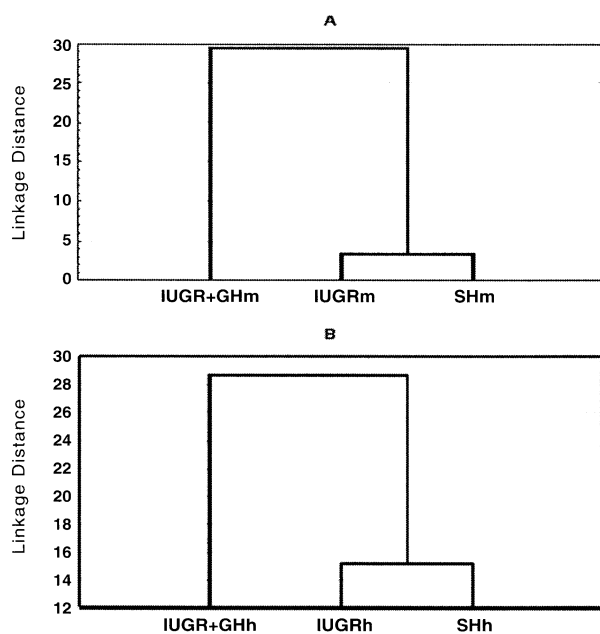 A
Linkage Distance
30
25
20
15
10
5
0
IUGR+GHm IUGRm SHm
B
Linkage Distance
30
28
26
24
22
20
18
16
14
12
IUGR+GHh IUGRh SHh